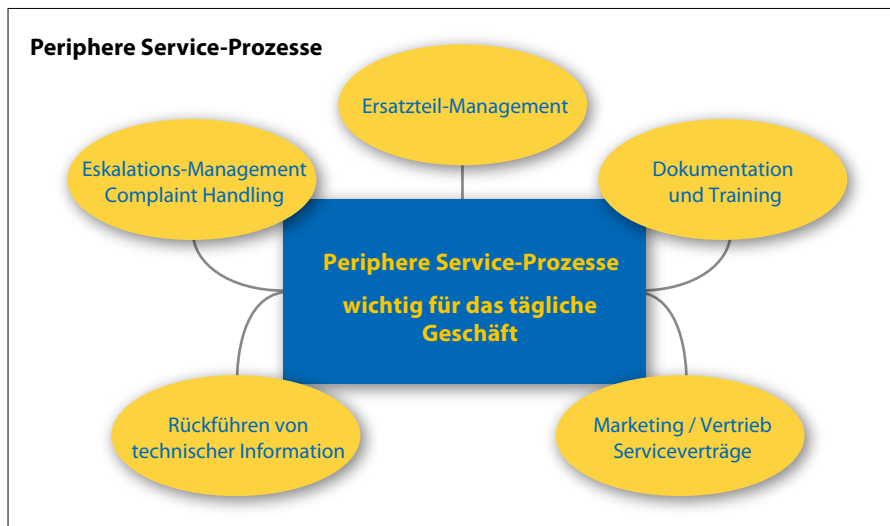 Periphere Service-Prozesse
Ersatzteil-Management
Eskalations-Management
Complaint Handling
Dokumentation
und Training
Periphere Service-Prozesse
wichtig für das tägliche
Geschäft
Rückführen von
technischer Information
Marketing / Vertrieb
Serviceverträge